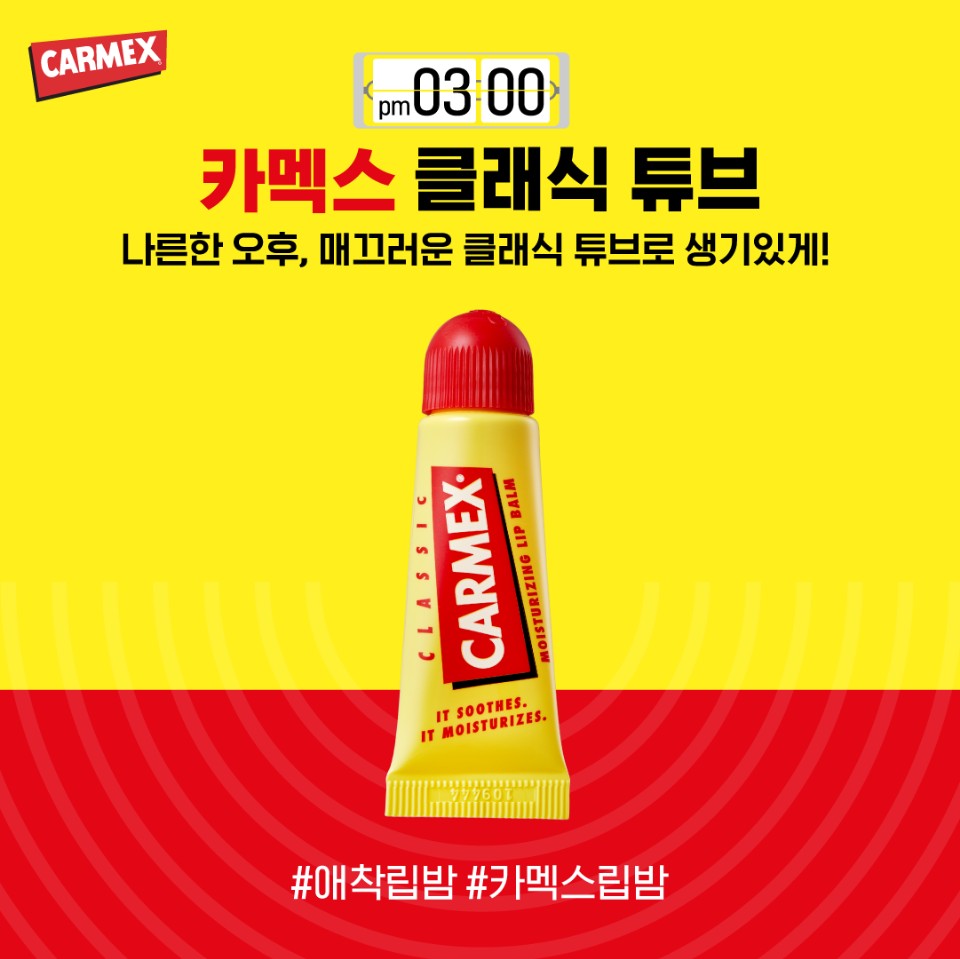 CARMEX
pm 03 00
카멕스 클래식 튜브
나른한 오후, 매끄러운 클래식 튜브로 생기있게!
CLASSIC
CARMEX
MOISTURIZING LIP BALM
IT SOOTHES.
IT MOISTURIZES.
109444
#애착립밤 #카멕스립밤